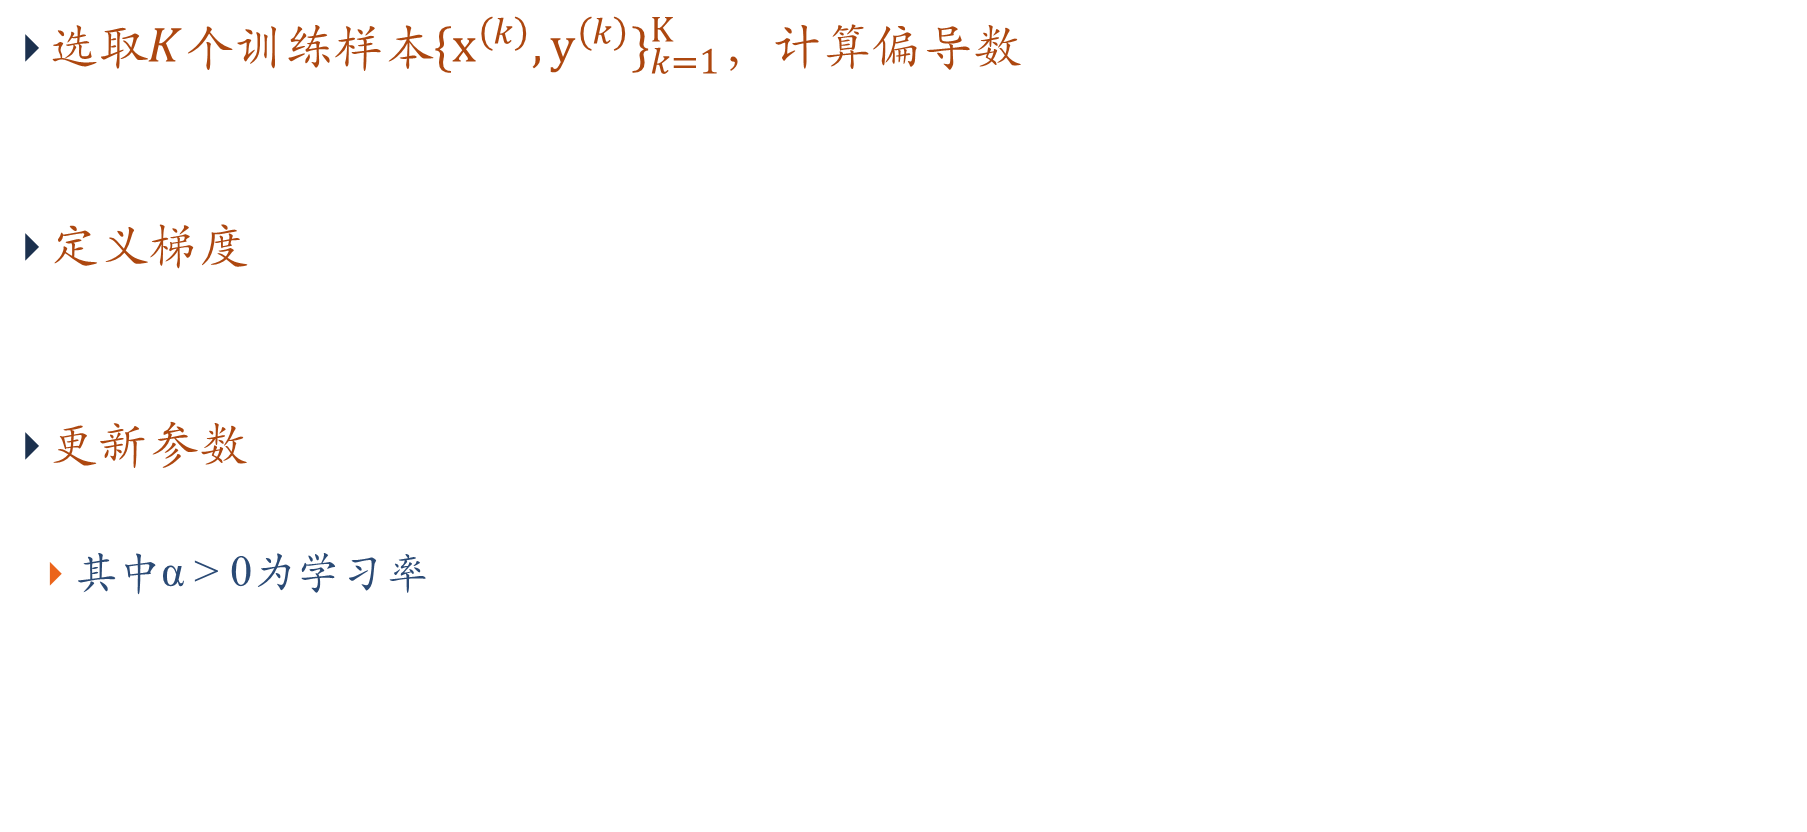 选取K个训练样本{x^(k), y^(k)}_{k=1}^K，计算偏导数
定义梯度
更新参数
其中α > 0为学习率